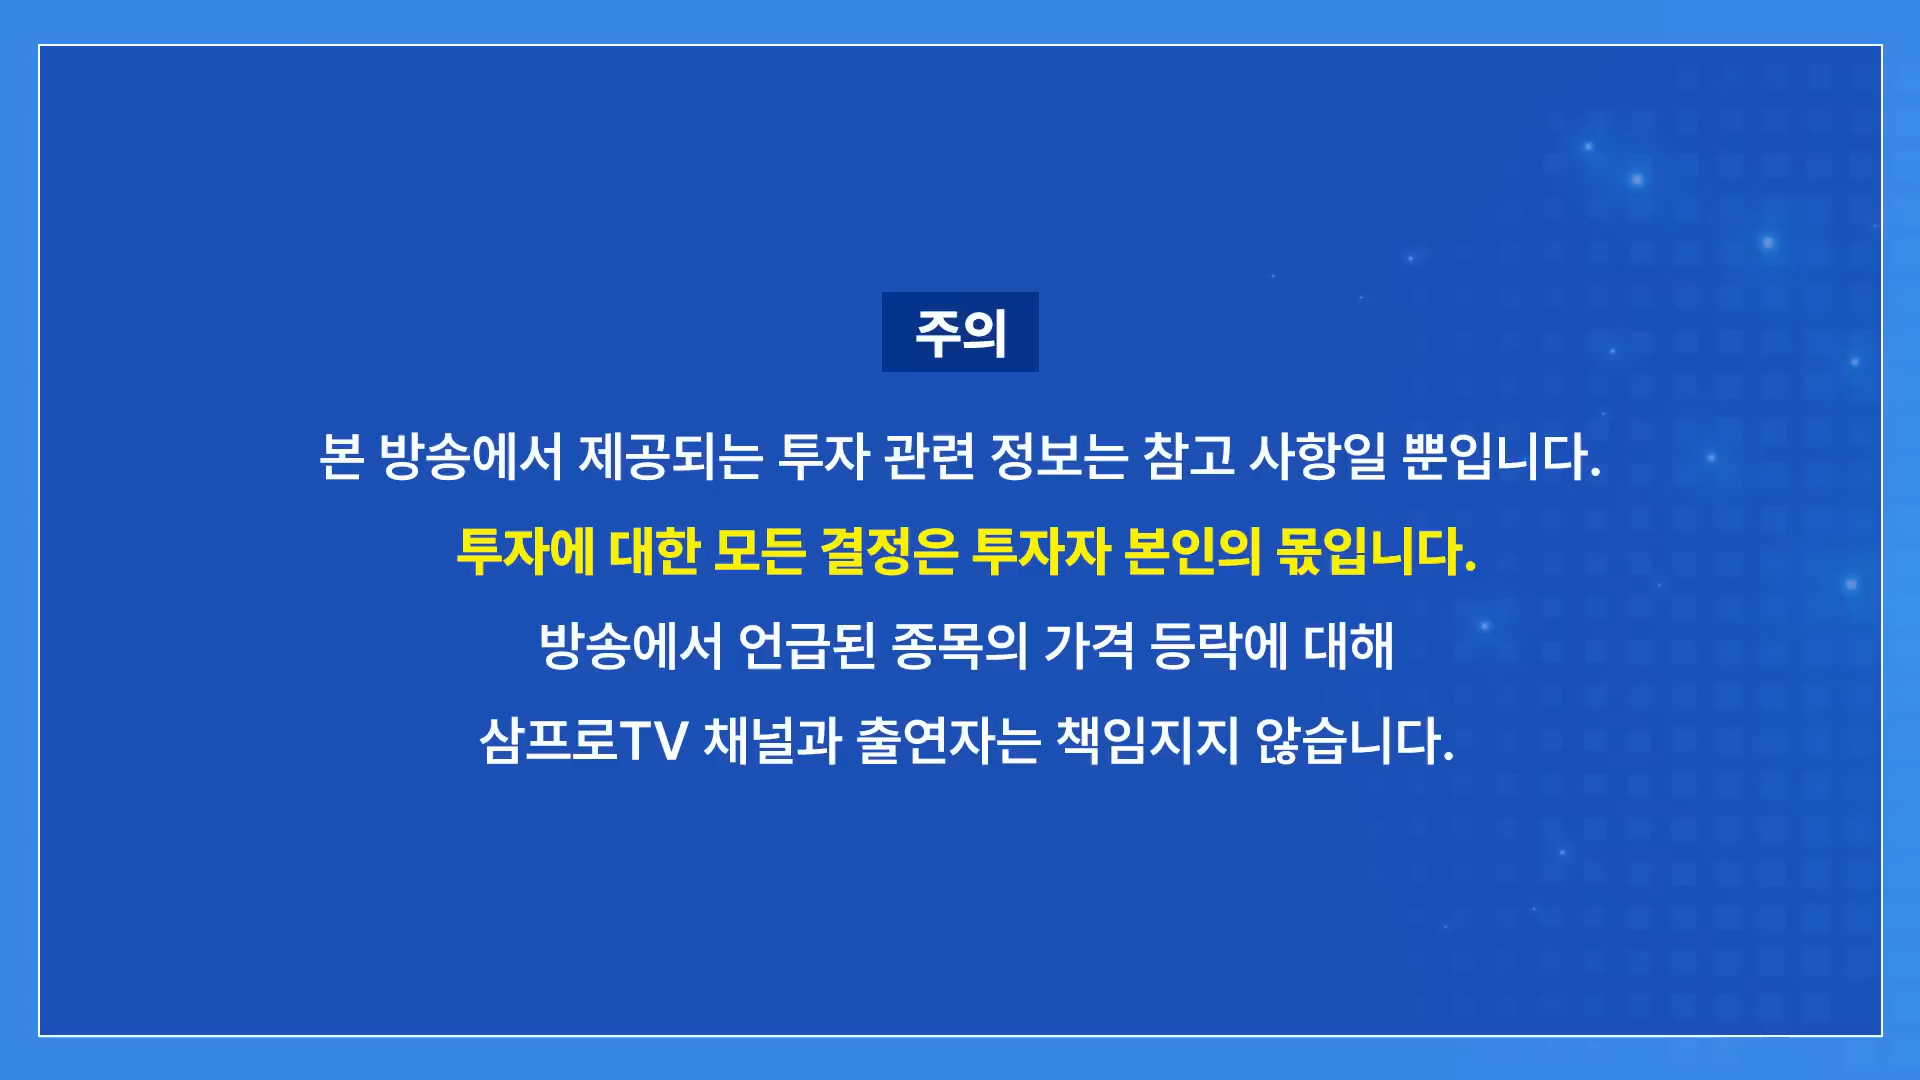 주의
본 방송에서 제공되는 투자 관련 정보는 참고 사항일 뿐입니다.
투자에 대한 모든 결정은 투자자 본인의 몫입니다.
방송에서 언급된 종목의 가격 등락에 대해
삼프로TV 채널과 출연자는 책임지지 않습니다.